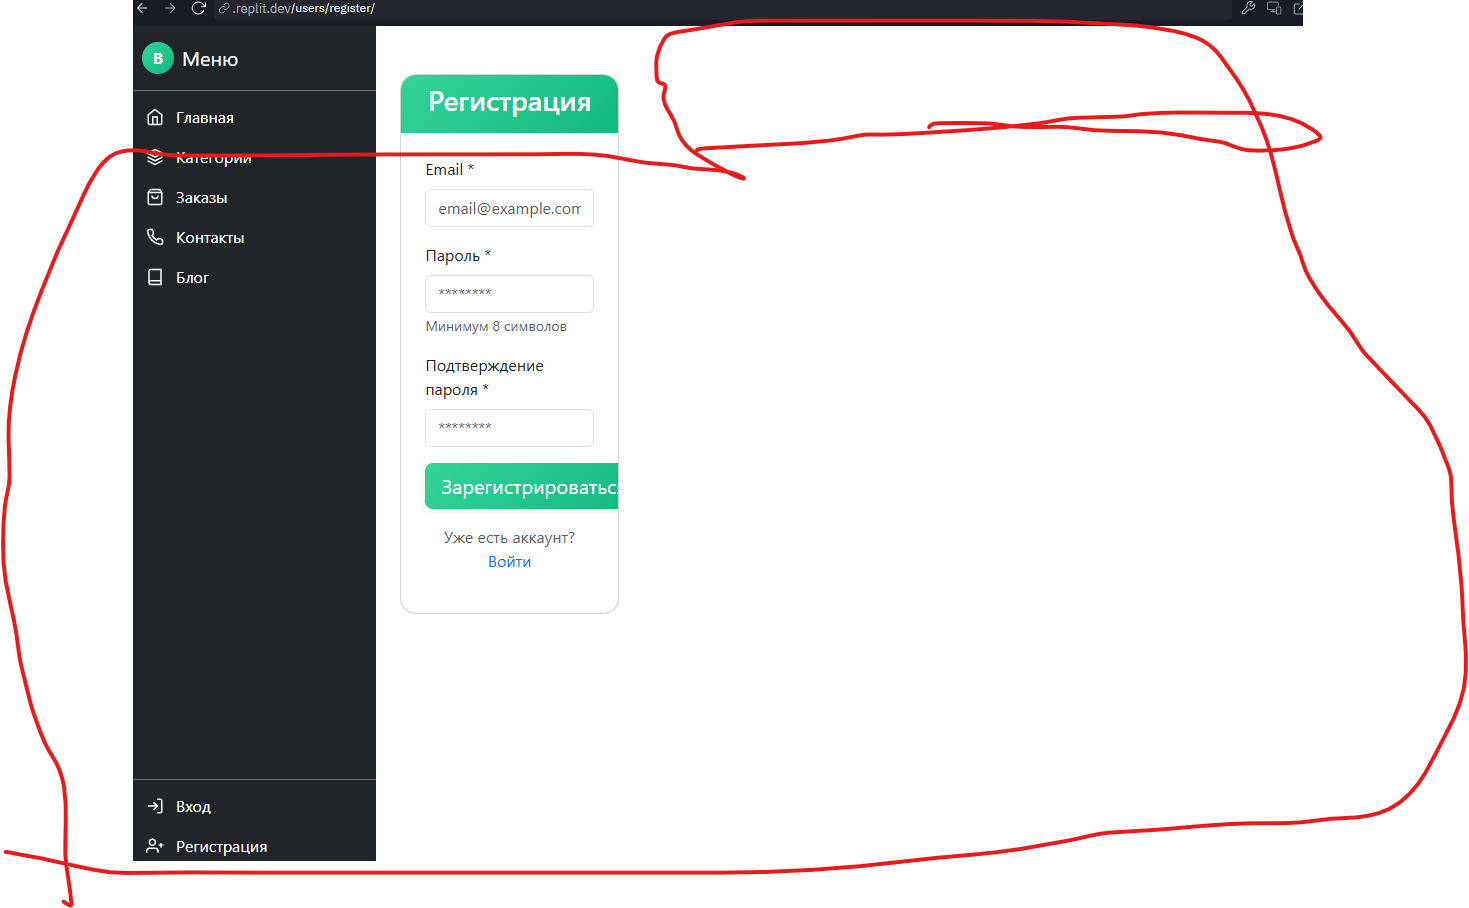 .replit.dev/users/register/
B Меню
Главная
Категории
Заказы
Контакты
Блог
Вход
Регистрация
Регистрация
Email *
email@example.com
Пароль *
********
Минимум 8 символов
Подтверждение
пароля *
********
Зарегистрироваться
Уже есть аккаунт?
Войти